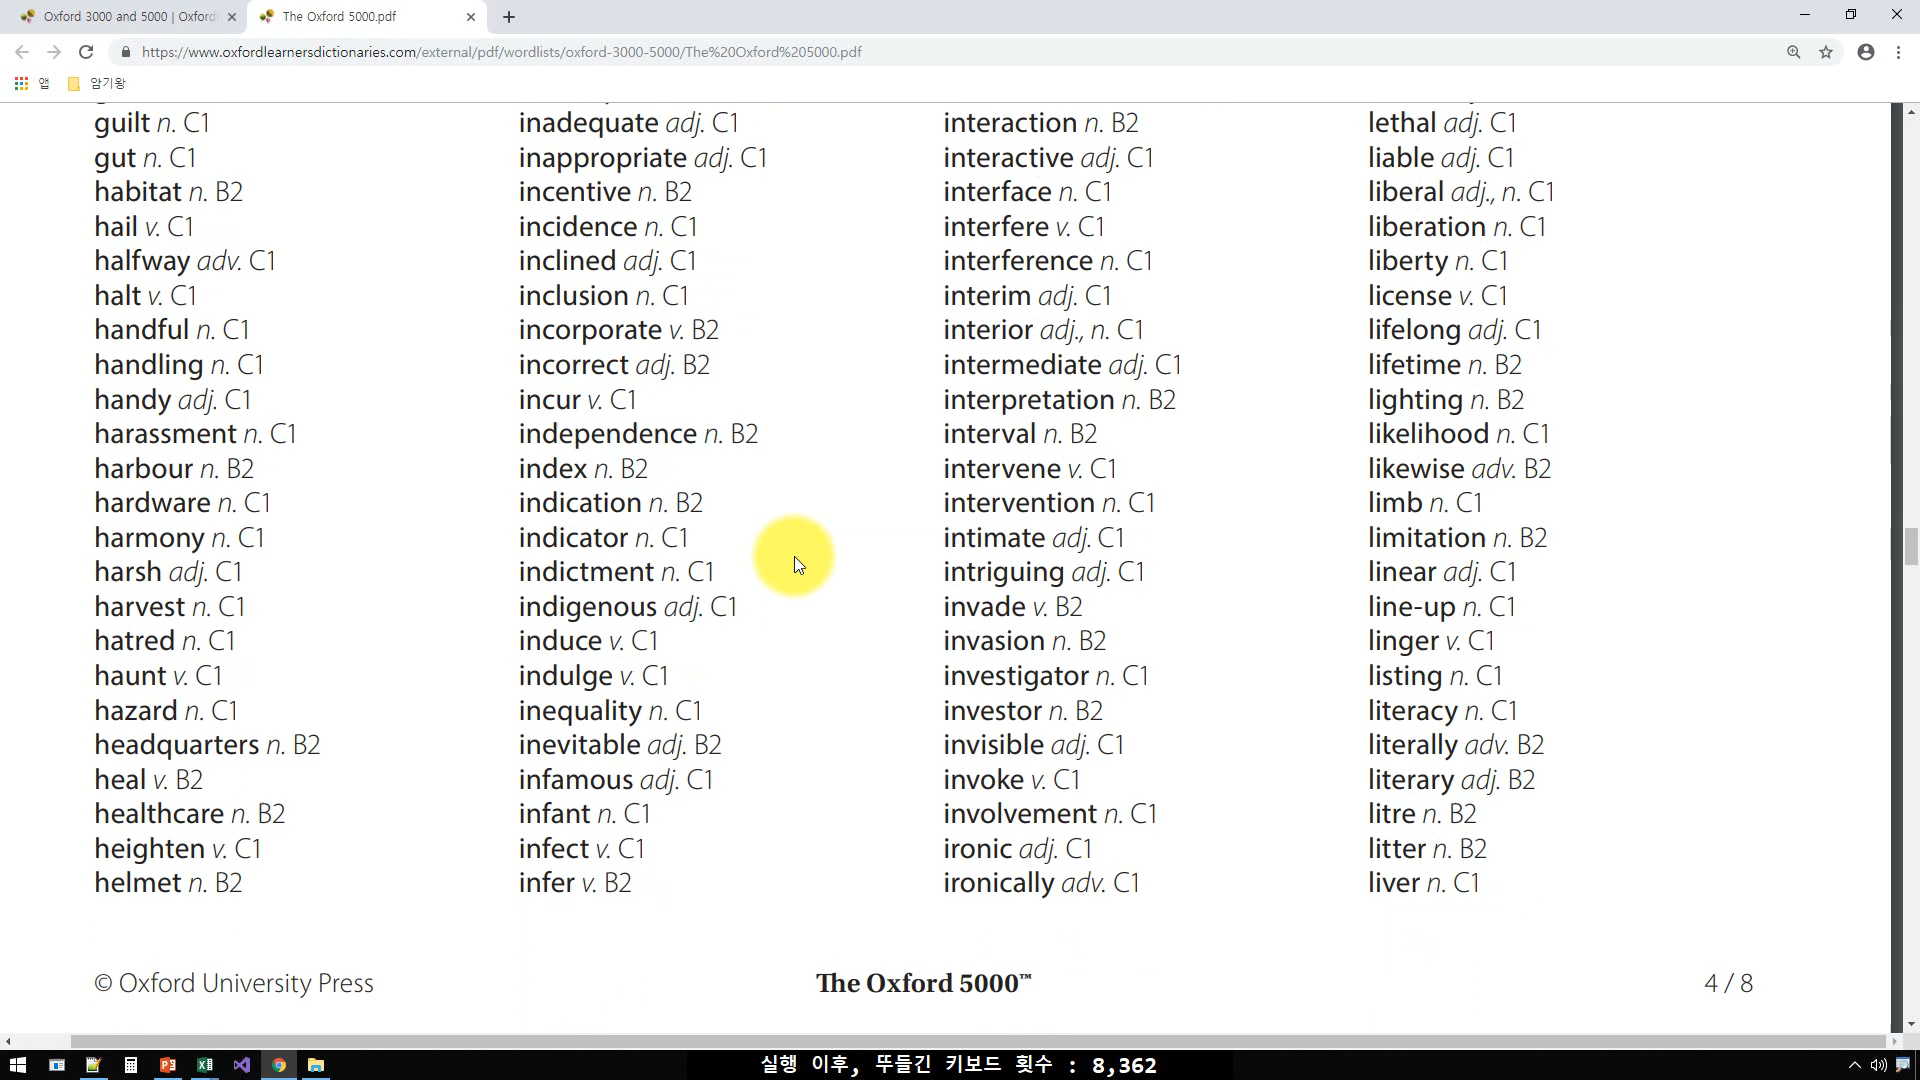 Oxford 3000 and 5000 | Oxford
The Oxford 5000.pdf
https://www.oxfordlearnersdictionaries.com/external/pdf/wordlists/oxford-3000-5000/The%20Oxford%205000.pdf
앱
암기왕
guilt n. C1
gut n. C1
habitat n. B2
hail v. C1
halfway adv. C1
halt v. C1
handful n. C1
handling n. C1
handy adj. C1
harassment n. C1
harbour n. B2
hardware n. C1
harmony n. C1
harsh adj. C1
harvest n. C1
hatred n. C1
haunt v. C1
hazard n. C1
headquarters n. B2
heal v. B2
healthcare n. B2
heighten v. C1
helmet n. B2
inadequate adj. C1
inappropriate adj. C1
incentive n. B2
incidence n. C1
inclined adj. C1
inclusion n. C1
incorporate v. B2
incorrect adj. B2
incur v. C1
independence n. B2
index n. B2
indication n. B2
indicator n. C1
indictment n. C1
indigenous adj. C1
induce v. C1
indulge v. C1
inequality n. C1
inevitable adj. B2
infamous adj. C1
infant n. C1
infect v. C1
infer v. B2
interaction n. B2
interactive adj. C1
interface n. C1
interfere v. C1
interference n. C1
interim adj. C1
interior adj., n. C1
intermediate adj. C1
interpretation n. B2
interval n. B2
intervene v. C1
intervention n. C1
intimate adj. C1
intriguing adj. C1
invade v. B2
invasion n. B2
investigator n. C1
investor n. B2
invisible adj. C1
invoke v. C1
involvement n. C1
ironic adj. C1
ironically adv. C1
lethal adj. C1
liable adj. C1
liberal adj., n. C1
liberation n. C1
liberty n. C1
license v. C1
lifelong adj. C1
lifetime n. B2
lighting n. B2
likelihood n. C1
likewise adv. B2
limb n. C1
limitation n. B2
linear adj. C1
line-up n. C1
linger v. C1
listing n. C1
literacy n. C1
literally adv. B2
literary adj. B2
litre n. B2
litter n. B2
liver n. C1
© Oxford University Press
The Oxford 5000™
4 / 8
실행 이후, 뚜들긴 키보드 횟수 : 8,362